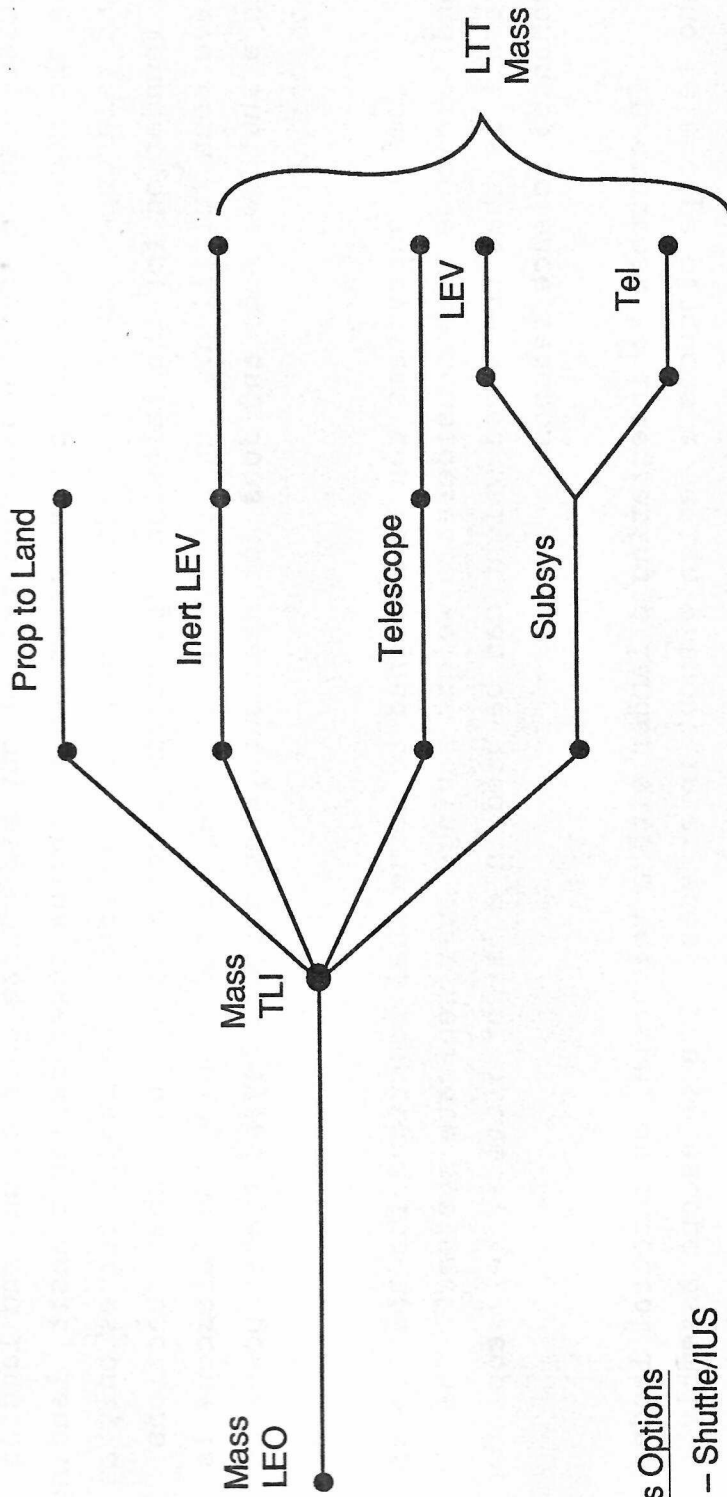 Mass
LEO
Mass
TLI
Prop to Land
Inert LEV
Telescope
Subsys
LEV
Tel
LTT
Mass
s Options
– Shuttle/IUS